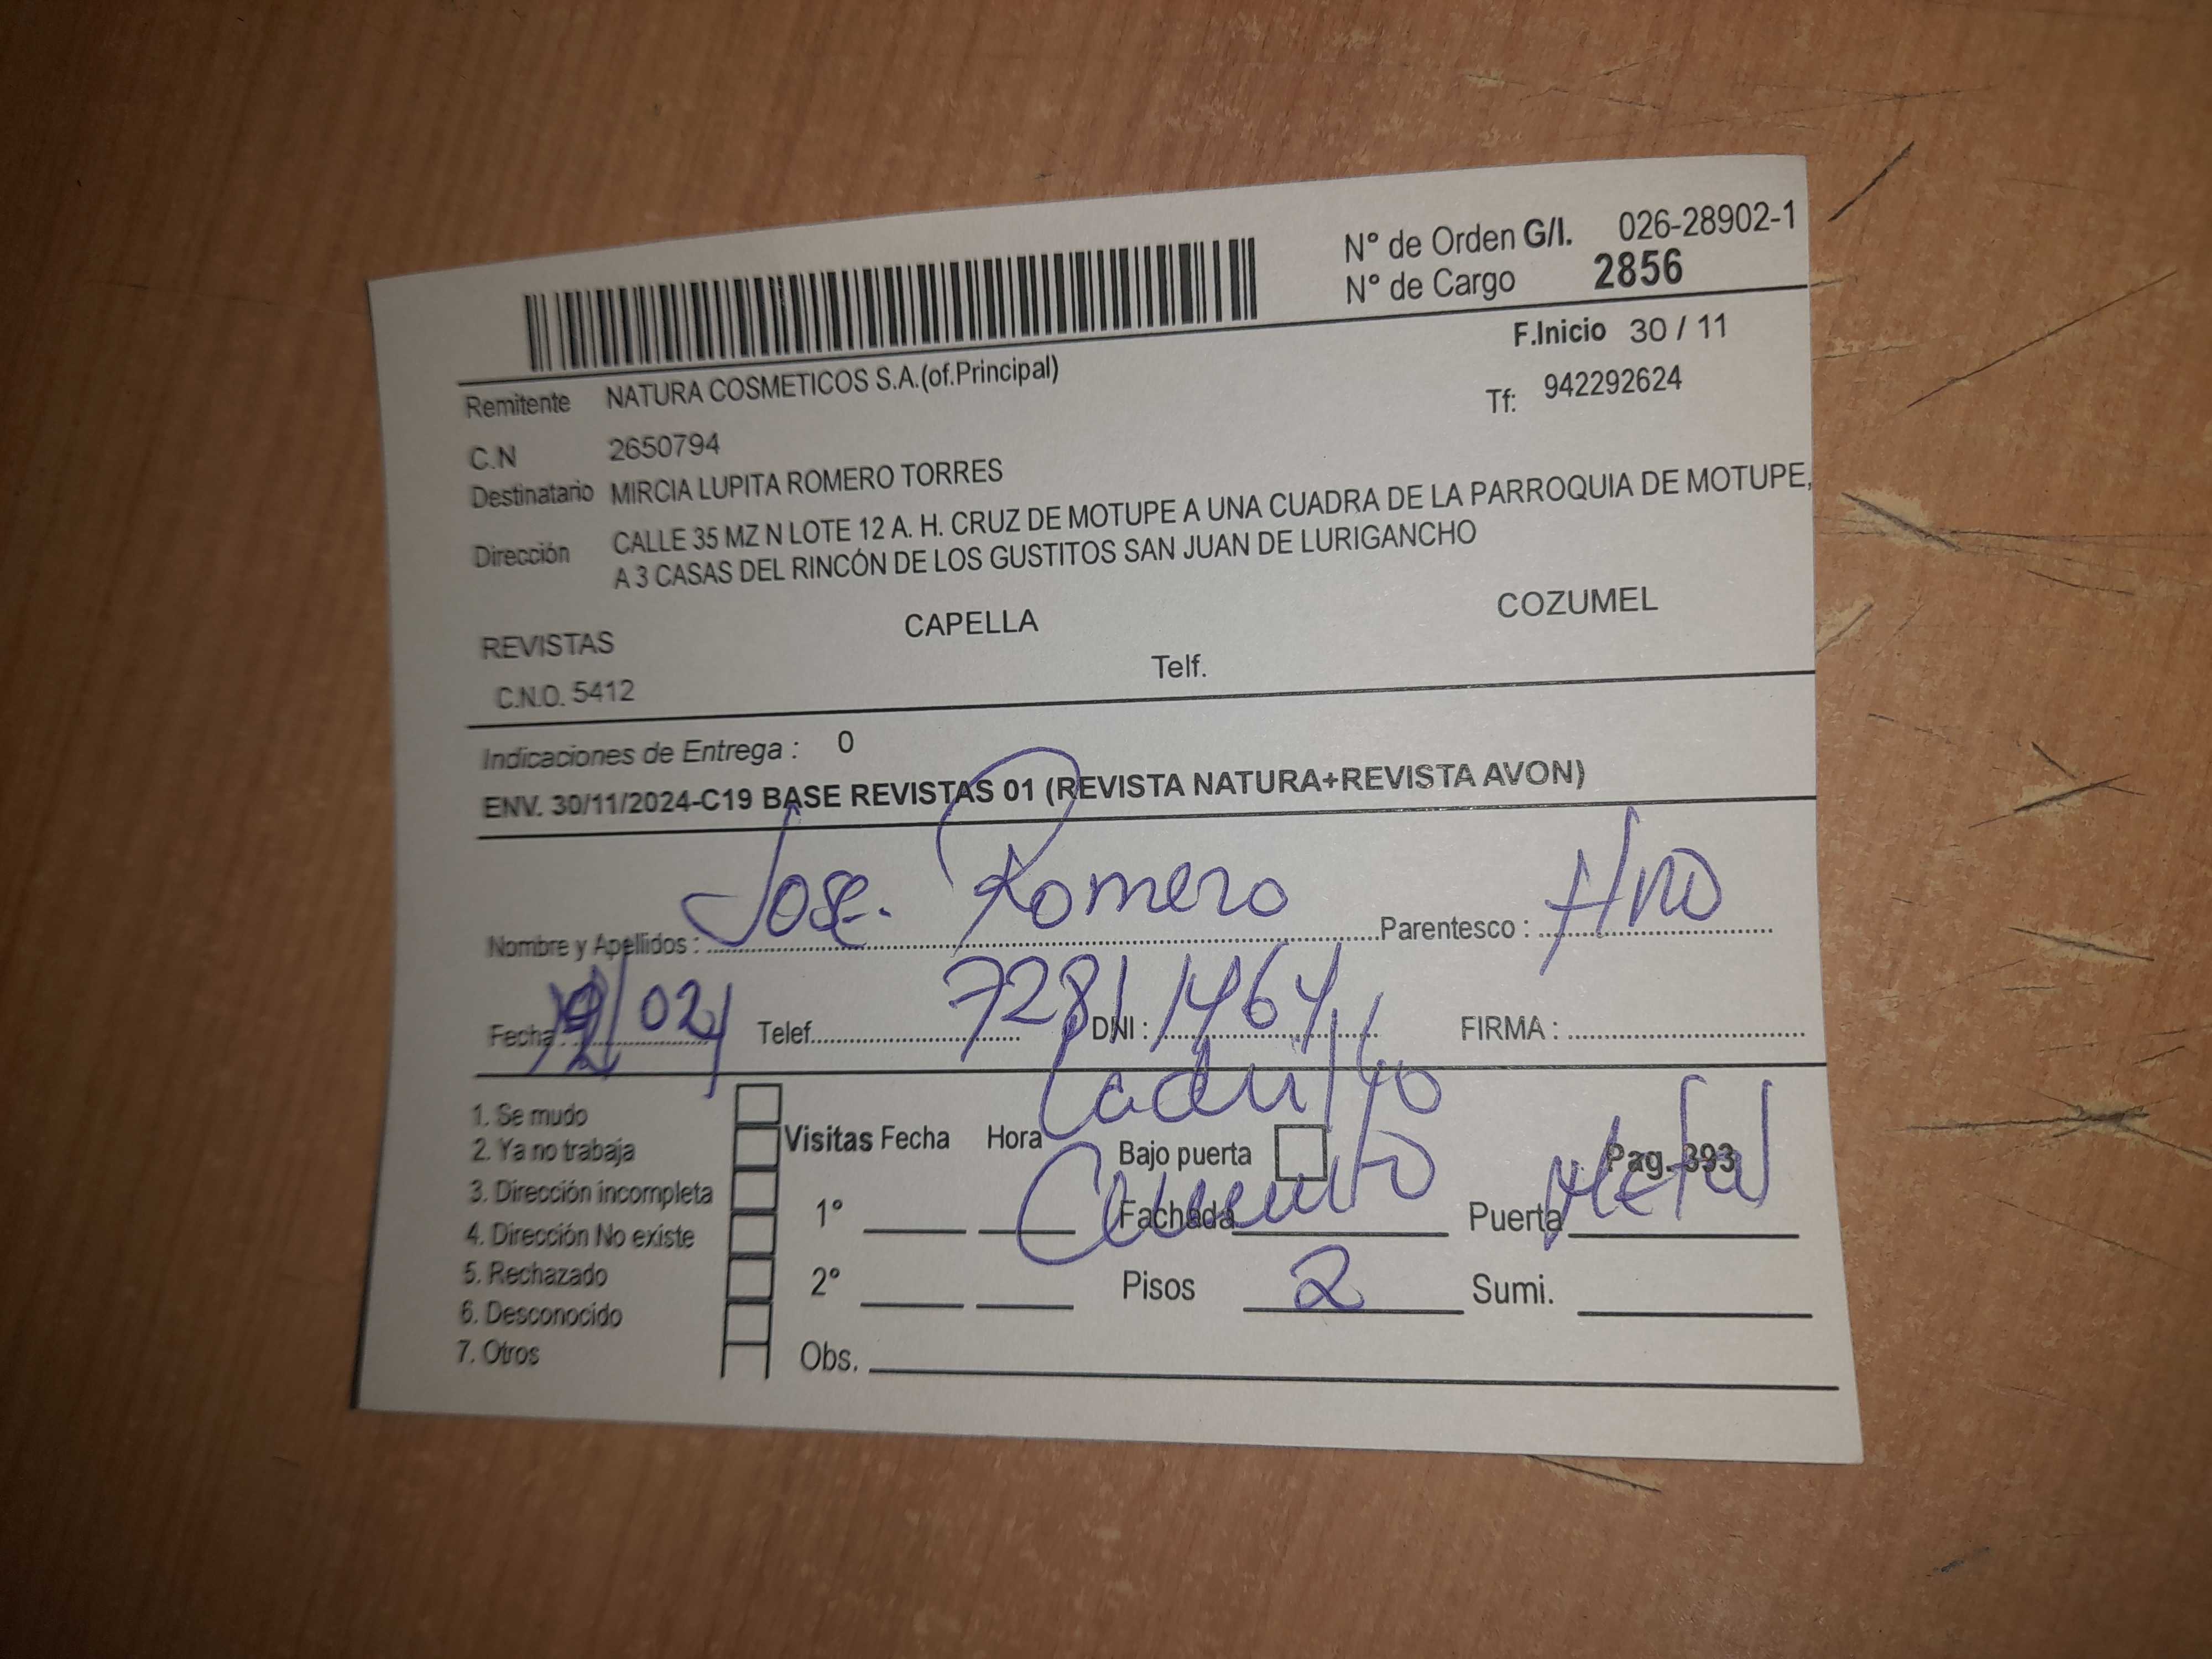 N° de Orden G/I. 026-28902-1
N° de Cargo 2856
F.Inicio 30 / 11
Remitente NATURA COSMETICOS S.A.(of.Principal)
Tf: 942292624
C.N 2650794
Destinatario MIRCIA LUPITA ROMERO TORRES
Dirección CALLE 35 MZ N LOTE 12 A. H. CRUZ DE MOTUPE A UNA CUADRA DE LA PARROQUIA DE MOTUPE,
A 3 CASAS DEL RINCÓN DE LOS GUSTITOS SAN JUAN DE LURIGANCHO
REVISTAS CAPELLA COZUMEL
C.N.O. 5412 Telf.
Indicaciones de Entrega : 0
ENV. 30/11/2024-C19 BASE REVISTAS 01 (REVISTA NATURA+REVISTA AVON)
Nombre y Apellidos : Jose. Romero Parentesco : Hno
Fecha : Telef. DNI : 72811464 FIRMA :
Ladrillo
1. Se mudo
2. Ya no trabaja
3. Dirección incompleta
4. Dirección No existe
5. Rechazado
6. Desconocido
7. Otros
Visitas Fecha Hora
1°
2°
Obs.
Bajo puerta Pag. 393
Fachada Cemento Puerta Metal
Pisos 2 Sumi.